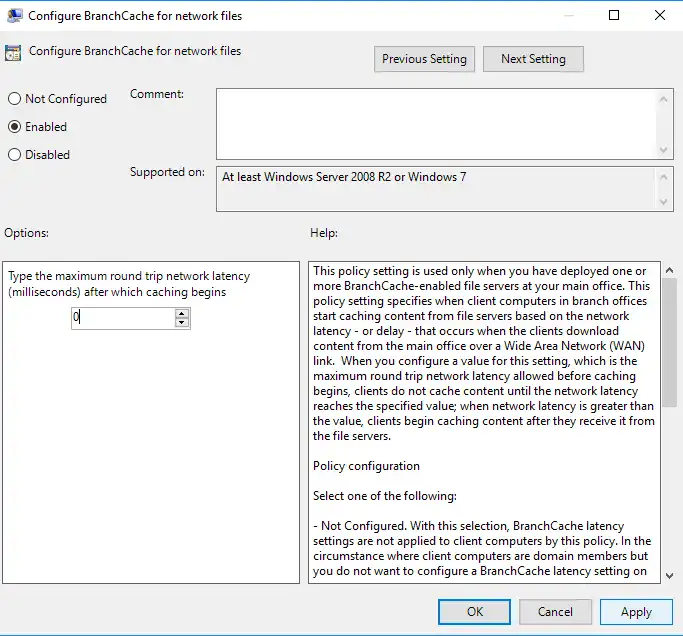 Configure BranchCache for network files
Configure BranchCache for network files
Previous Setting
Next Setting
Not Configured
Enabled
Disabled
Comment:
Supported on:
At least Windows Server 2008 R2 or Windows 7
Options:
Help:
Type the maximum round trip network latency
(milliseconds) after which caching begins
0
This policy setting is used only when you have deployed one or
more BranchCache-enabled file servers at your main office. This
policy setting specifies when client computers in branch offices
start caching content from file servers based on the network
latency - or delay - that occurs when the clients download
content from the main office over a Wide Area Network (WAN)
link.  When you configure a value for this setting, which is the
maximum round trip network latency allowed before caching
begins, clients do not cache content until the network latency
reaches the specified value; when network latency is greater than
the value, clients begin caching content after they receive it from
the file servers.
Policy configuration
Select one of the following:
- Not Configured. With this selection, BranchCache latency
settings are not applied to client computers by this policy. In the
circumstance where client computers are domain members but
you do not want to configure a BranchCache latency setting on
OK
Cancel
Apply